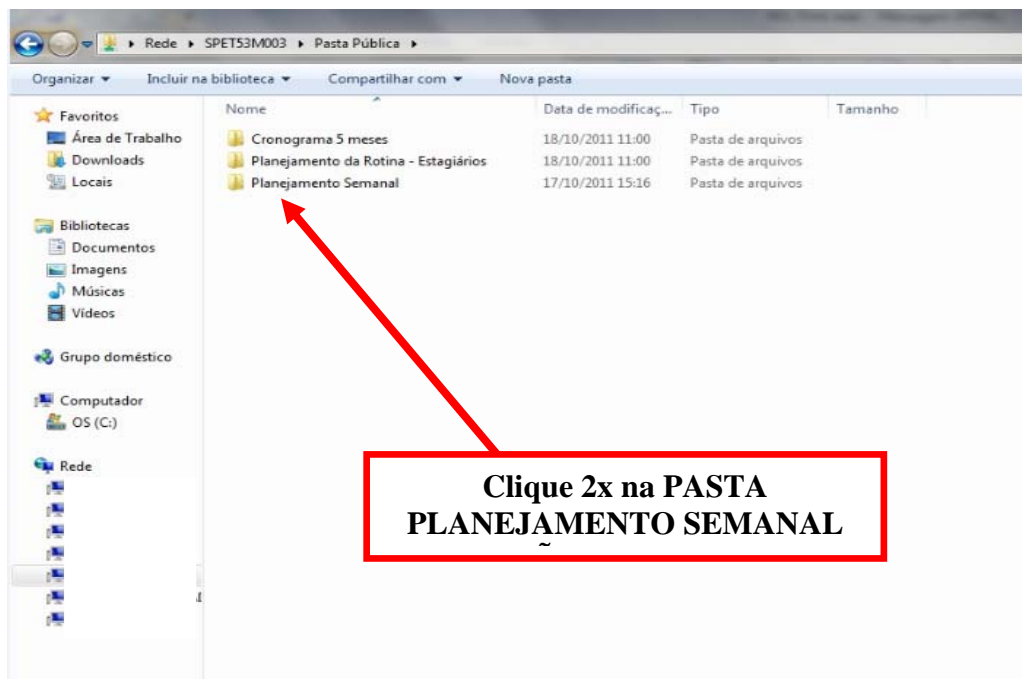 Rede SPET53M003 Pasta Pública
Organizar Incluir na biblioteca Compartilhar com Nova pasta
Nome Data de modificaç... Tipo Tamanho
Favoritos
Área de Trabalho
Downloads
Locais
Bibliotecas
Documentos
Imagens
Músicas
Vídeos
Grupo doméstico
Computador
OS (C:)
Rede
Cronograma 5 meses 18/10/2011 11:00 Pasta de arquivos
Planejamento da Rotina - Estagiários 18/10/2011 11:00 Pasta de arquivos
Planejamento Semanal 17/10/2011 15:16 Pasta de arquivos
Clique 2x na PASTA
PLANEJAMENTO SEMANAL